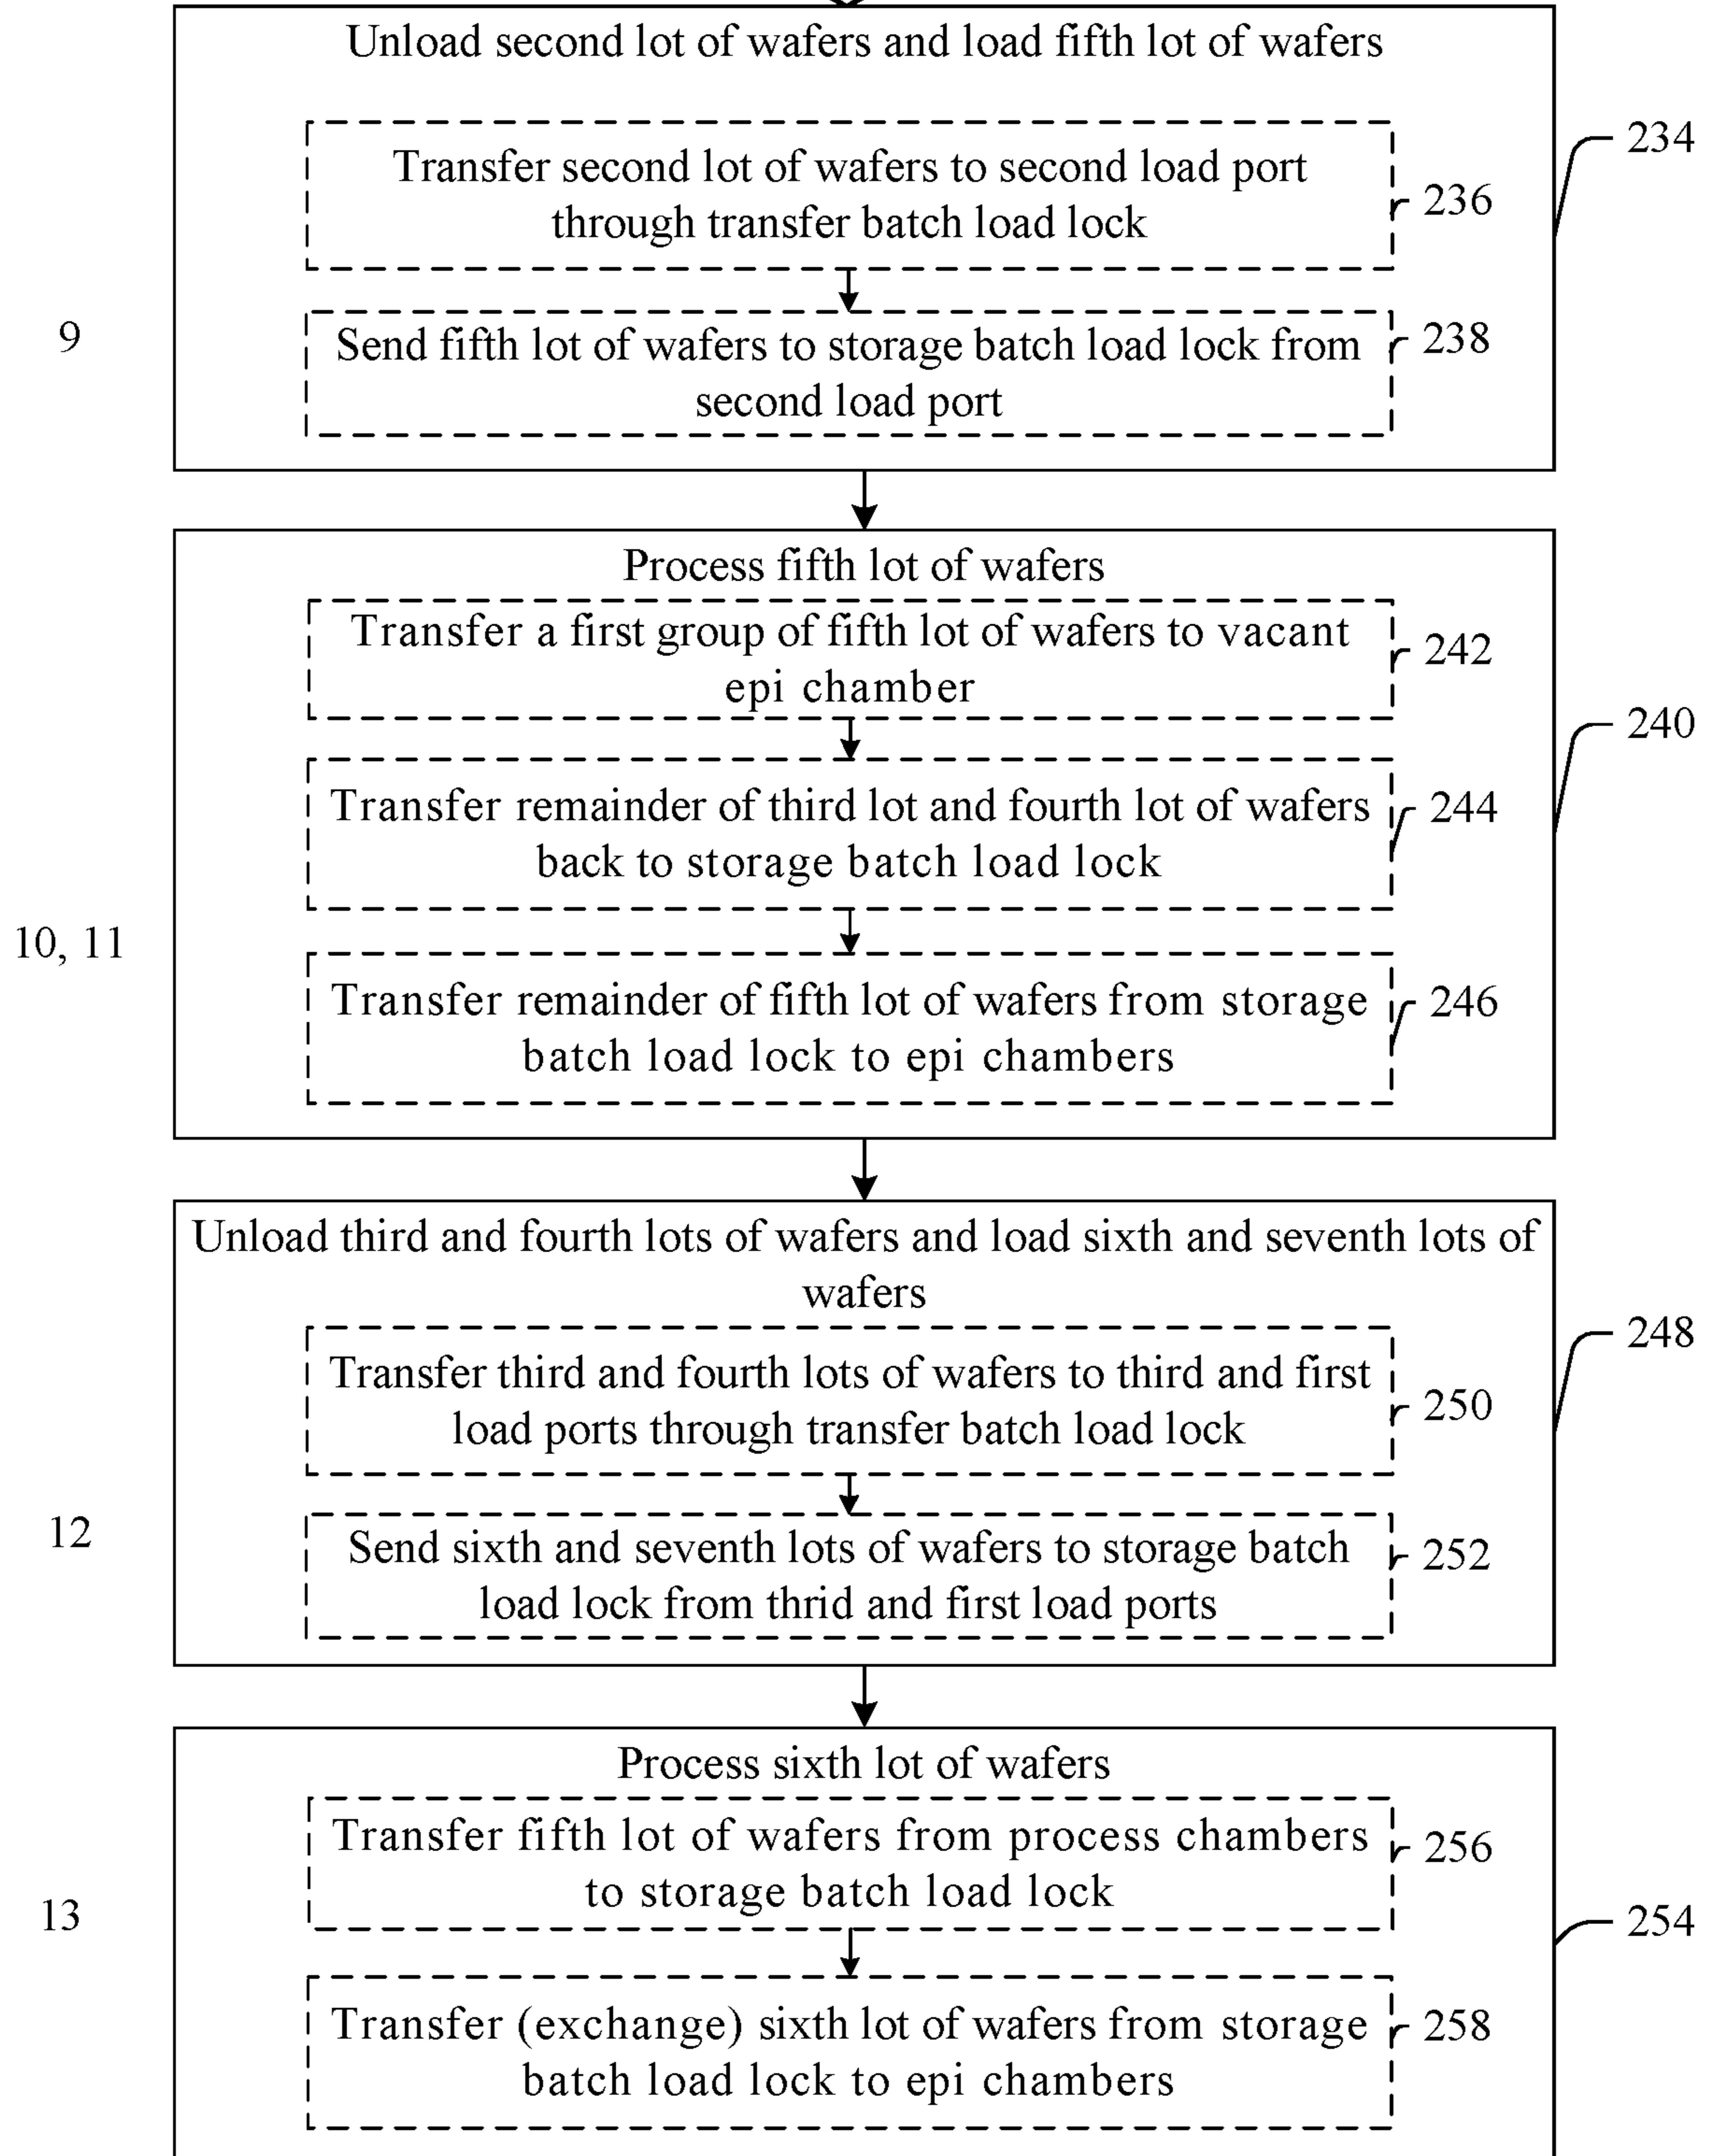 Unload second lot of wafers and load fifth lot of wafers
234
Transfer second lot of wafers to second load port
through transfer batch load lock
236
9
Send fifth lot of wafers to storage batch load lock from
second load port
238
Process fifth lot of wafers
Transfer a first group of fifth lot of wafers to vacant
epi chamber
242
240
Transfer remainder of third lot and fourth lot of wafers
back to storage batch load lock
244
10, 11
Transfer remainder of fifth lot of wafers from storage
batch load lock to epi chambers
246
Unload third and fourth lots of wafers and load sixth and seventh lots of
wafers
248
Transfer third and fourth lots of wafers to third and first
load ports through transfer batch load lock
250
12
Send sixth and seventh lots of wafers to storage batch
load lock from thrid and first load ports
252
Process sixth lot of wafers
Transfer fifth lot of wafers from process chambers
to storage batch load lock
256
13
254
Transfer (exchange) sixth lot of wafers from storage
batch load lock to epi chambers
258